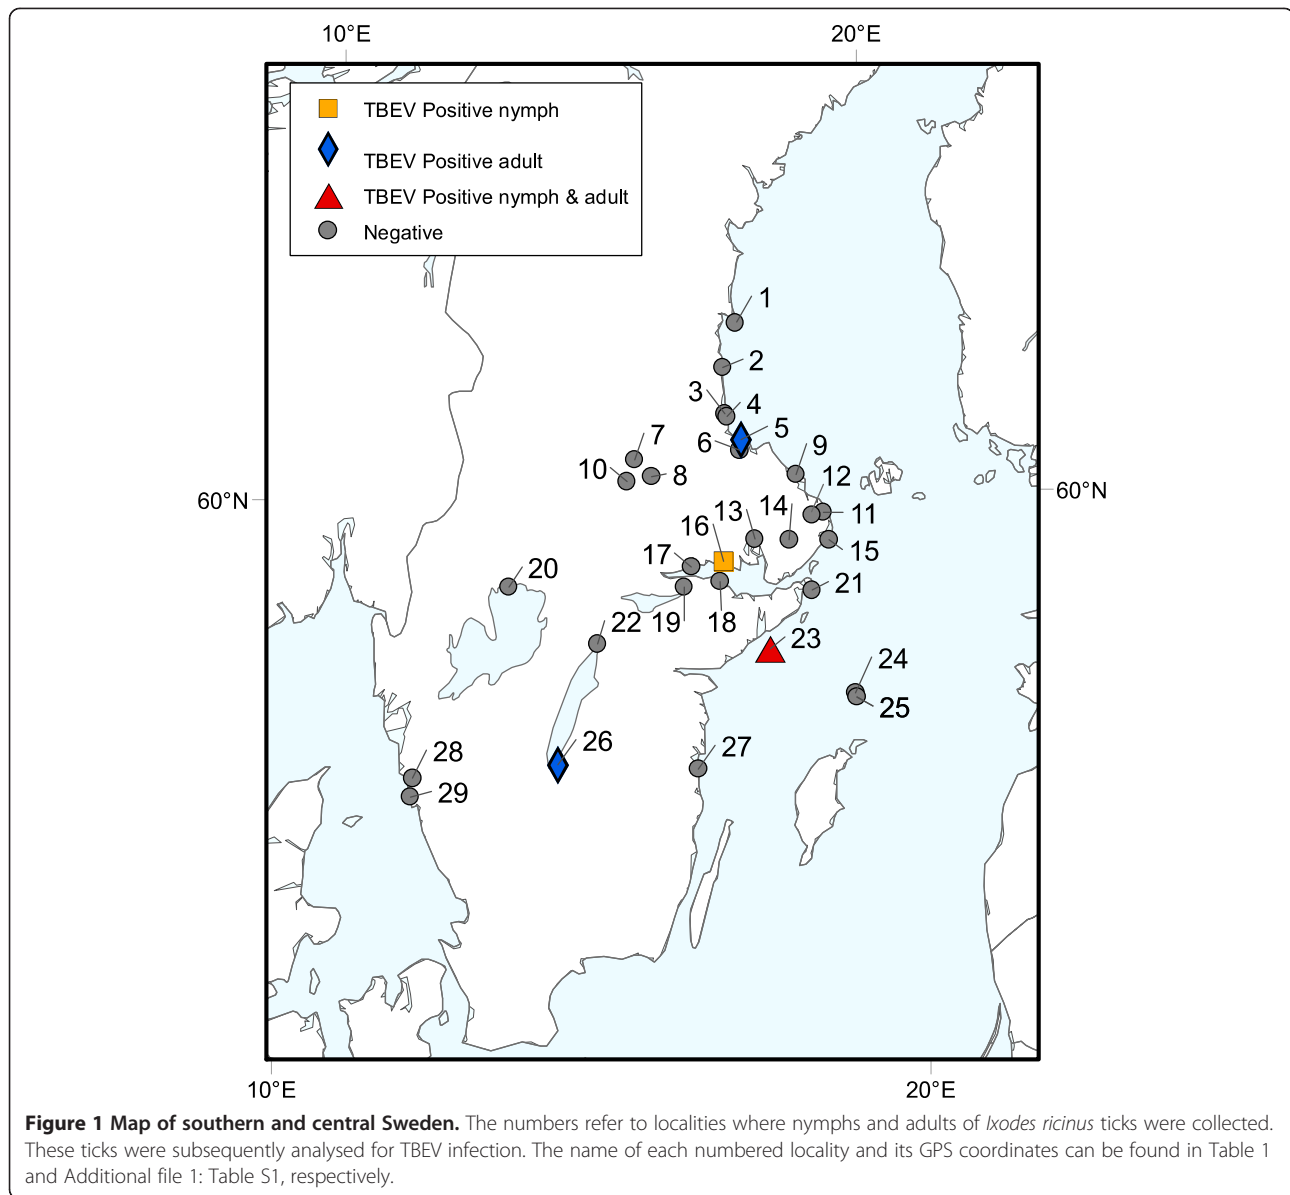 10°E 20°E
TBEV Positive nymph
TBEV Positive adult
TBEV Positive nymph & adult
Negative
1
2
3 4
5
6
7
9
10 8
12
60°N 60°N
13 14 11
16
15
17
20
21
19 18
22
23
24
25
26
27
28
29
10°E 20°E
Figure 1 Map of southern and central Sweden. The numbers refer to localities where nymphs and adults of Ixodes ricinus ticks were collected.
These ticks were subsequently analysed for TBEV infection. The name of each numbered locality and its GPS coordinates can be found in Table 1
and Additional file 1: Table S1, respectively.